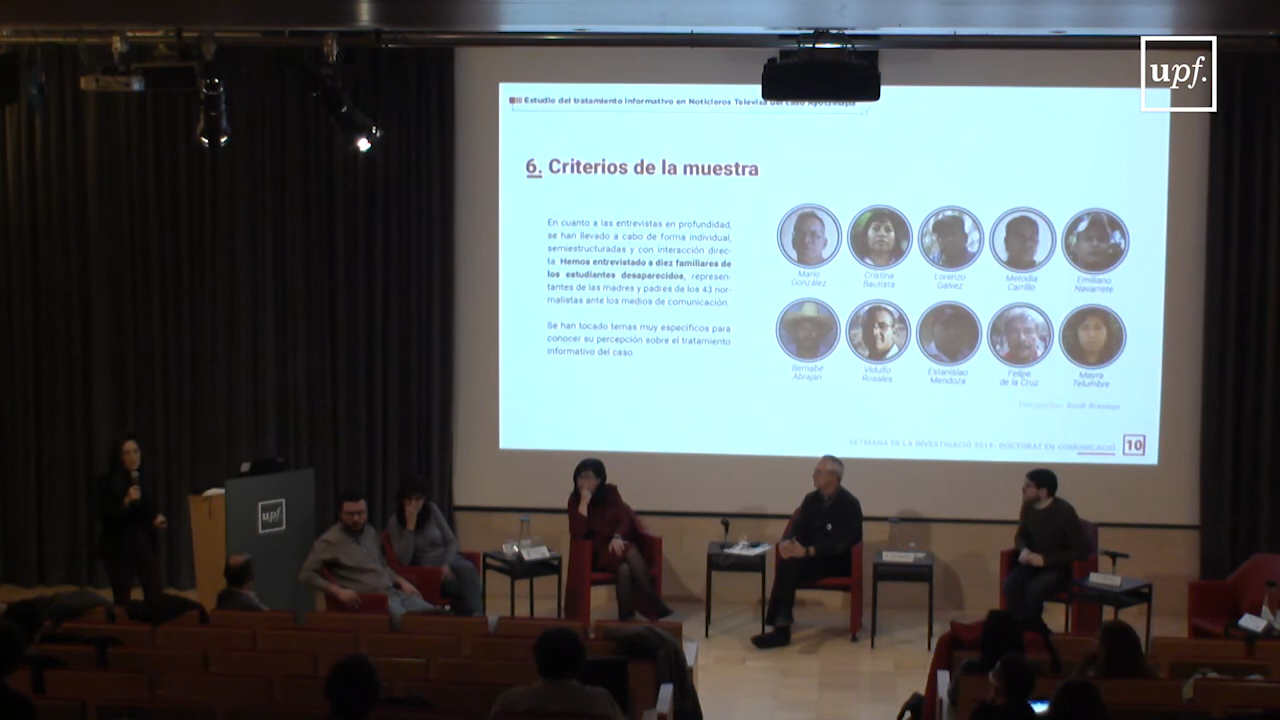 upf.
Estudio del tratamiento informativo en Noticieros Televisa del caso Ayotzinapa
6. Criterios de la muestra
En cuanto a las entrevistas en profundidad,
se han llevado a cabo de forma individual,
semiestructuradas y con interacción direc-
ta. Hemos entrevistado a diez familiares de
los estudiantes desaparecidos, represen-
tantes de las madres y padres de los 43 nor-
malistas ante los medios de comunicación.
Se han tocado temas muy específicos para
conocer su percepción sobre el tratamiento
informativo del caso.
Mario
González
Cristina
Bautista
Lorenzo
Gálvez
Metodia
Carrillo
Emiliano
Navarrete
Bernabé
Abraján
Vidulfo
Rosales
Estanislao
Mendoza
Felipe
de la Cruz
Mayra
Telumbre
SETMANA DE LA INVESTIGACIÓ 2019. DOCTORAT EN COMUNICACIÓ
10
upf.